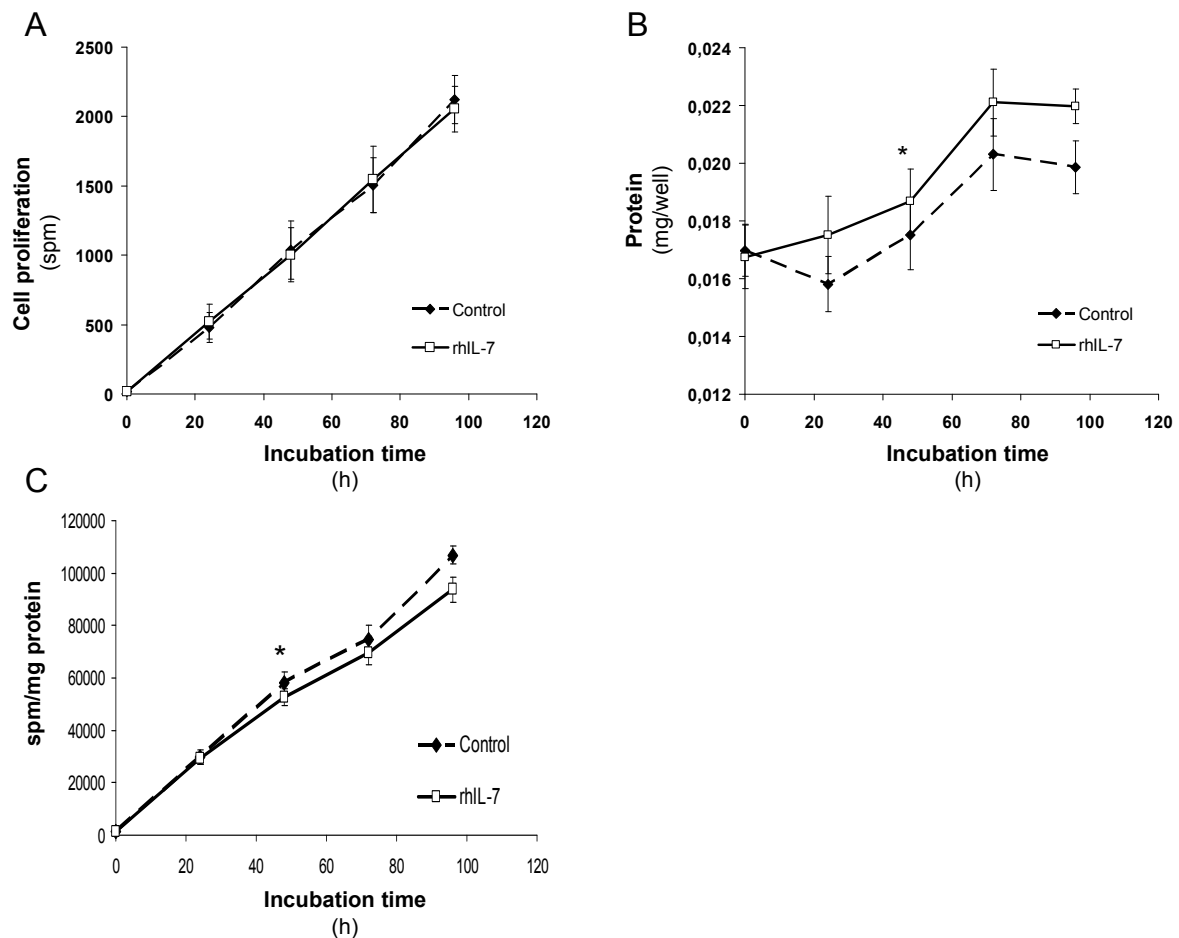 A
2500
2000
1500
1000
500
0
Cell proliferation
(spm)
Control
rhIL-7
0 20 40 60 80 100 120
Incubation time
(h)
B
0,024
0,022
0,020
0,018
0,016
0,014
0,012
Protein
(mg/well)
*
Control
rhIL-7
0 20 40 60 80 100 120
Incubation time
(h)
C
120000
100000
80000
60000
40000
20000
0
spm/mg protein
*
Control
rhIL-7
0 20 40 60 80 100 120
Incubation time
(h)